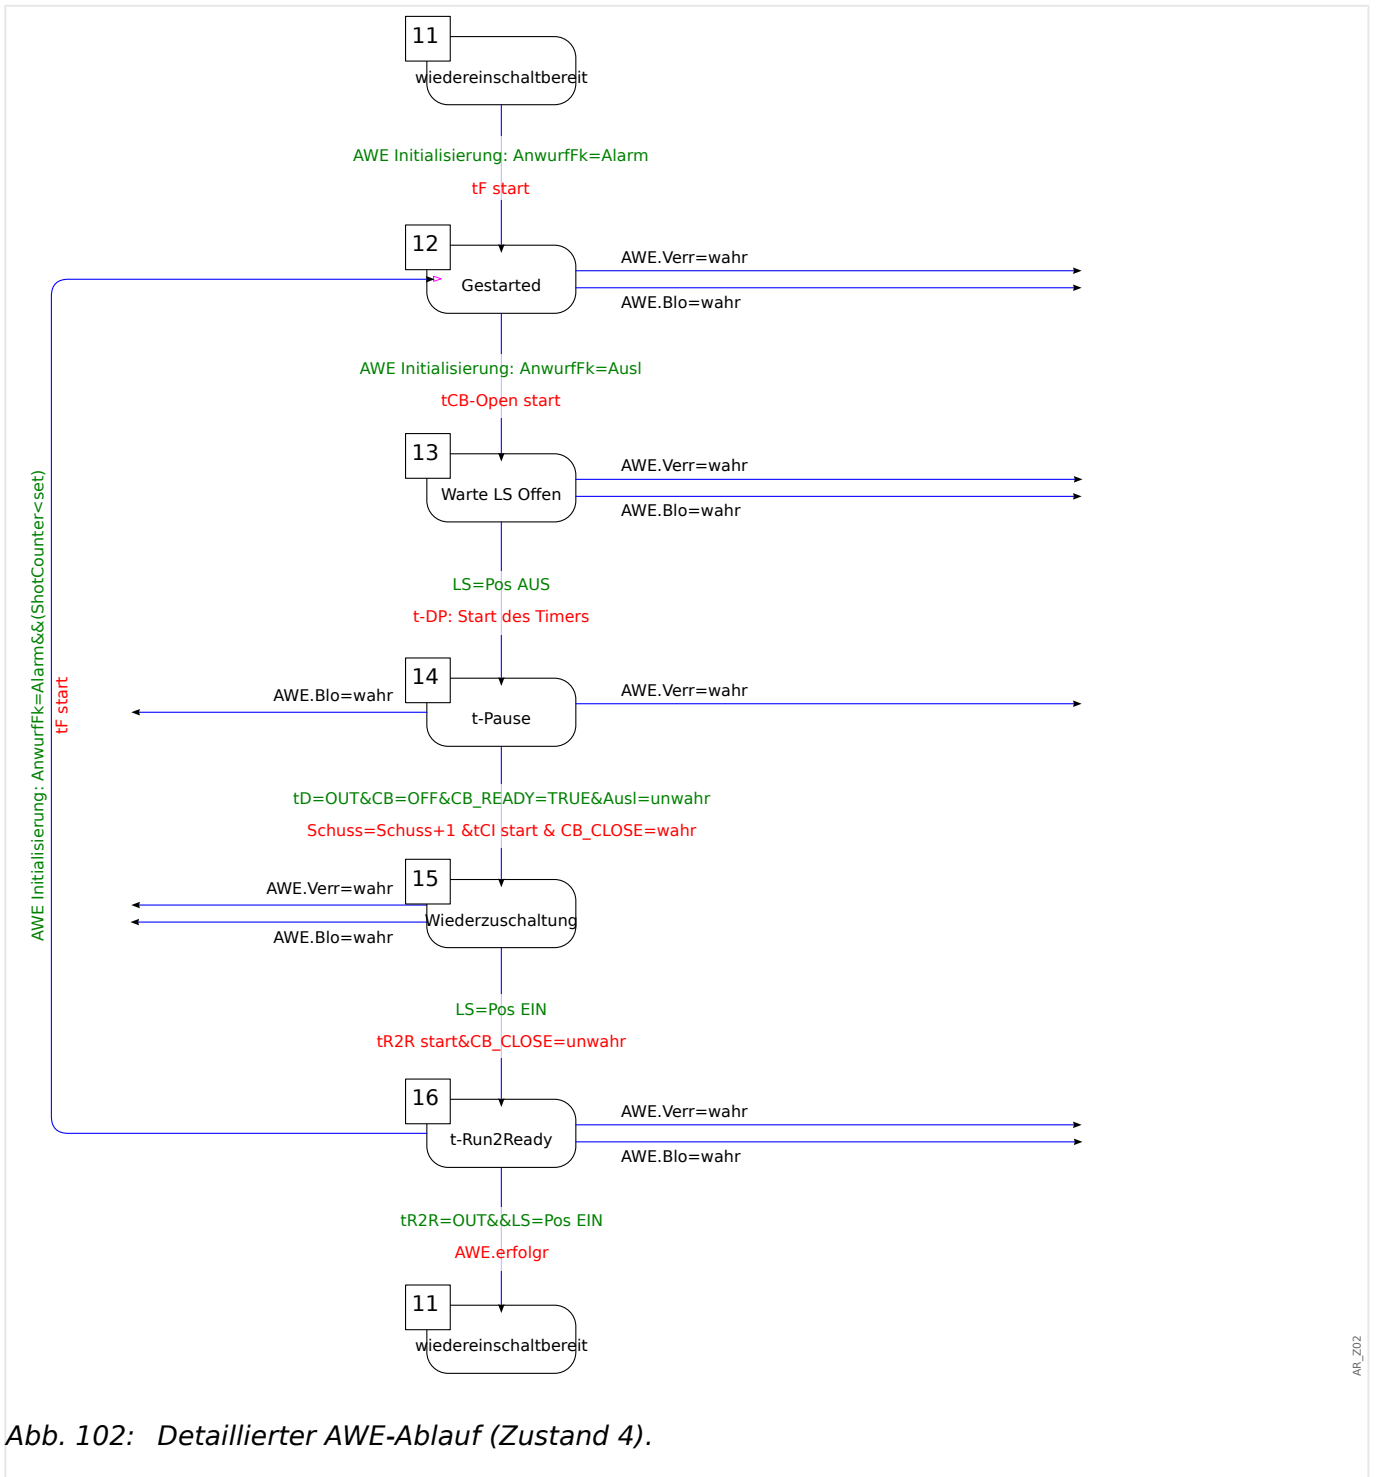 11
wiedereinschaltbereit
AWE Initialisierung: AnwurfFk=Alarm
tF start
12
Gestarted
AWE.Verr=wahr
AWE.Blo=wahr
AWE Initialisierung: AnwurfFk=Ausl
tCB-Open start
13
Warte LS Offen
AWE.Verr=wahr
AWE.Blo=wahr
LS=Pos AUS
t-DP: Start des Timers
AWE Initialisierung: AnwurfFk=Alarm&&(ShotCounter<set)
tF start
14
t-Pause
AWE.Blo=wahr
AWE.Verr=wahr
tD=OUT&CB=OFF&CB_READY=TRUE&Ausl=unwahr
Schuss=Schuss+1 &tCI start & CB_CLOSE=wahr
15
Wiederzuschaltung
AWE.Verr=wahr
AWE.Blo=wahr
LS=Pos EIN
tR2R start&CB_CLOSE=unwahr
16
t-Run2Ready
AWE.Verr=wahr
AWE.Blo=wahr
tR2R=OUT&&LS=Pos EIN
AWE.erfolgr
11
wiedereinschaltbereit
AR_Z02
Abb. 102: Detaillierter AWE-Ablauf (Zustand 4).